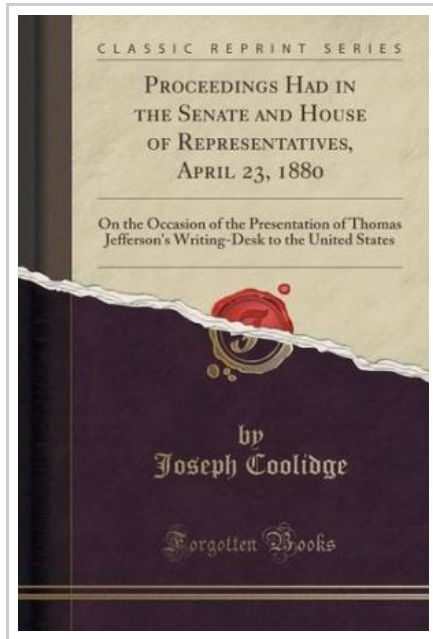 CLASSIC REPRINT SERIES
PROCEEDINGS HAD IN
THE SENATE AND HOUSE
OF REPRESENTATIVES,
APRIL 23, 1880
On the Occasion of the Presentation of Thomas
Jefferson's Writing-Desk to the United States
by
Joseph Coolidge
Forgotten Books